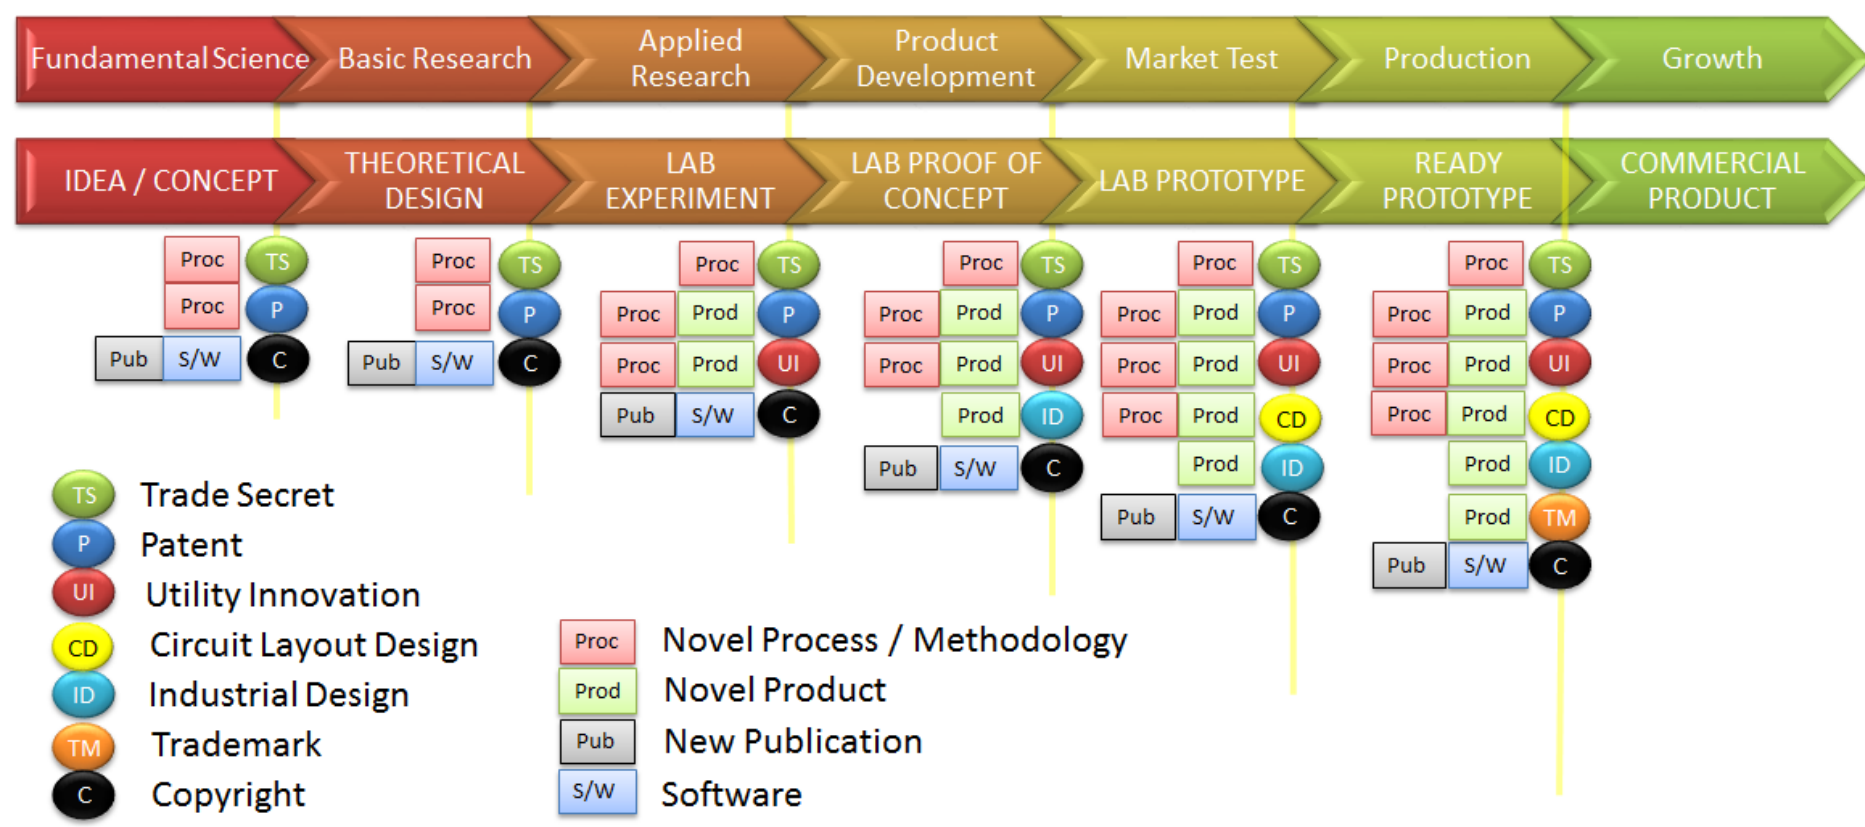 Fundamental Science
Basic Research
Applied
Research
Product
Development
Market Test
Production
Growth
IDEA / CONCEPT
THEORETICAL
DESIGN
LAB
EXPERIMENT
LAB PROOF OF
CONCEPT
LAB PROTOTYPE
READY
PROTOTYPE
COMMERCIAL
PRODUCT
Proc TS
Proc P
Pub S/W C
Proc TS
Proc P
Pub S/W C
Proc TS
Proc Prod P
Proc Prod UI
Pub S/W C
Proc TS
Proc Prod P
Proc Prod UI
Prod ID
Pub S/W C
Proc TS
Proc Prod P
Proc Prod UI
Proc Prod CD
Prod ID
Pub S/W C
Proc TS
Proc Prod P
Proc Prod UI
Proc Prod CD
Prod ID
Prod TM
Pub S/W C
TS Trade Secret
P Patent
UI Utility Innovation
CD Circuit Layout Design
ID Industrial Design
TM Trademark
C Copyright
Proc Novel Process / Methodology
Prod Novel Product
Pub New Publication
S/W Software